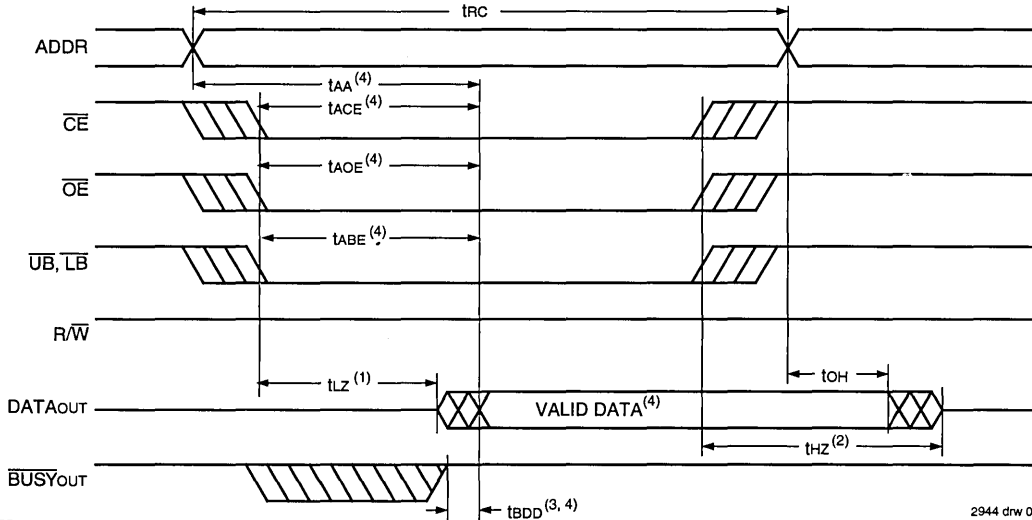 tRC
ADDR
tAA (4)
tACE (4)
CE
tAOE (4)
OE
tABE (4)
UB, LB
R/W
tLZ (1)
tOH
DATAOUT
VALID DATA(4)
tHZ (2)
BUSYOUT
tBDD (3, 4)
2944 drw 0